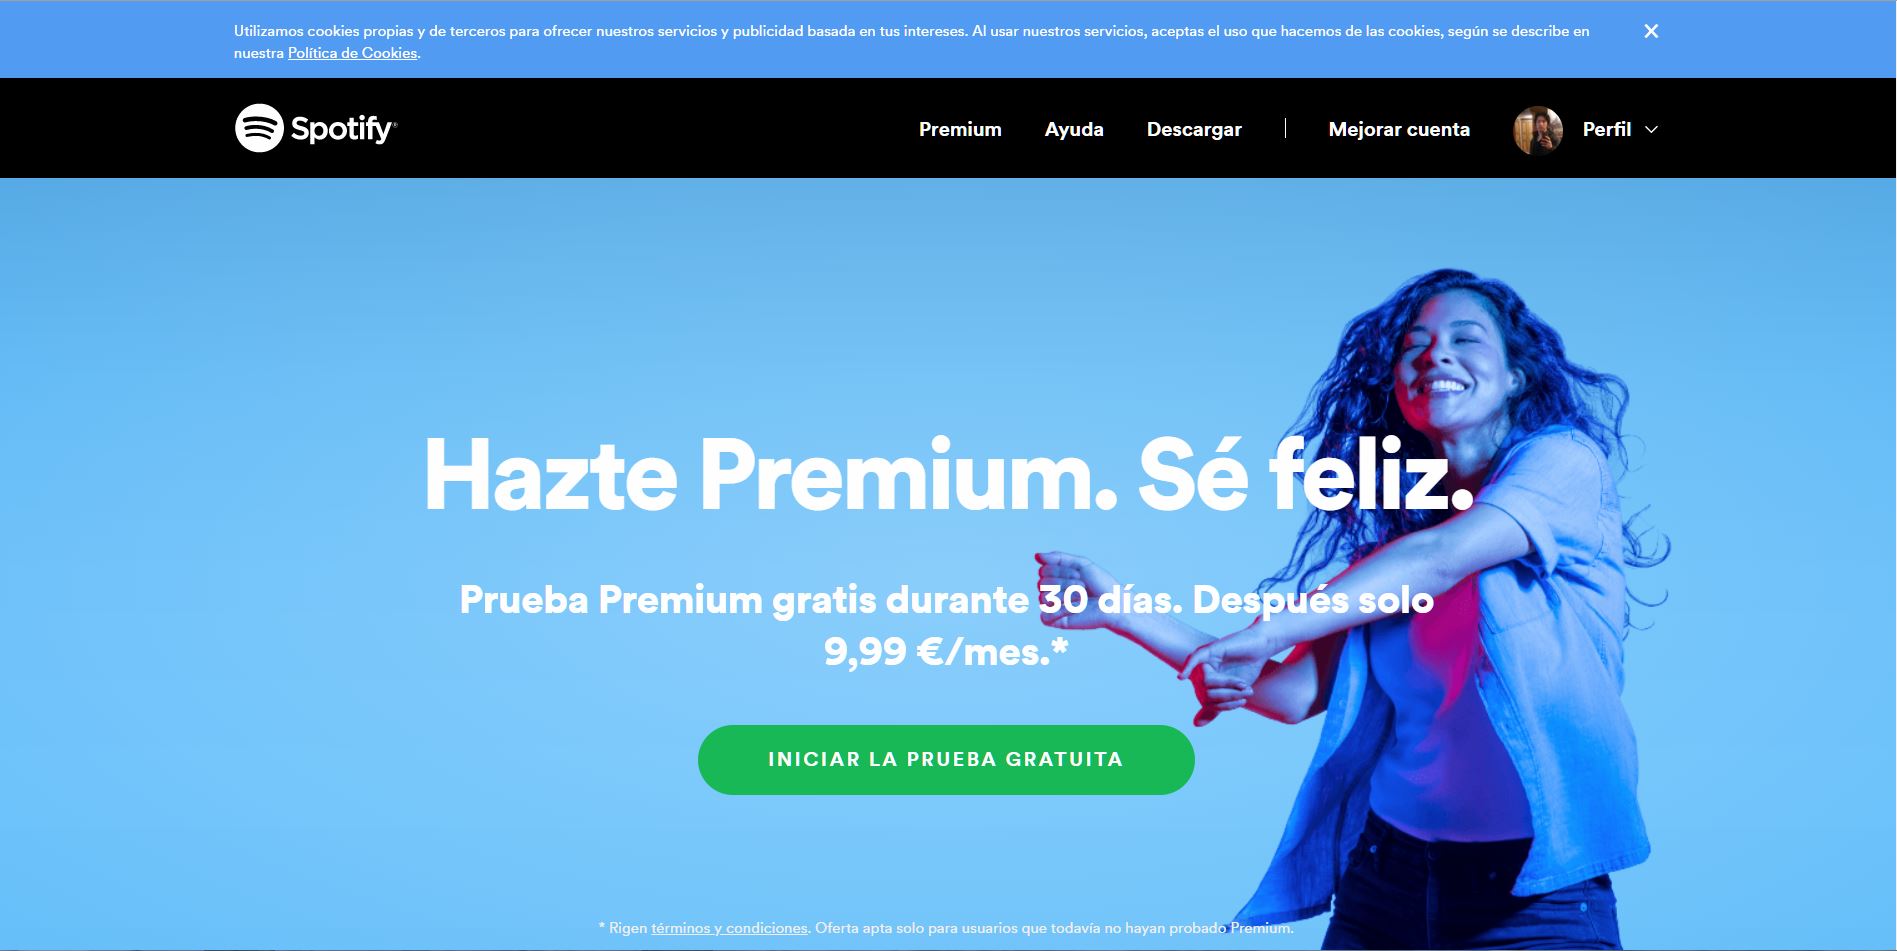 Utilizamos cookies propias y de terceros para ofrecer nuestros servicios y publicidad basada en tus intereses. Al usar nuestros servicios, aceptas el uso que hacemos de las cookies, según se describe en
nuestra Política de Cookies.
Spotify®
Premium
Ayuda
Descargar
Mejorar cuenta
Perfil
Hazte Premium. Sé feliz.
Prueba Premium gratis durante 30 días. Después solo
9,99 €/mes.*
INICIAR LA PRUEBA GRATUITA
* Rigen términos y condiciones. Oferta apta solo para usuarios que todavía no hayan probado Premium.